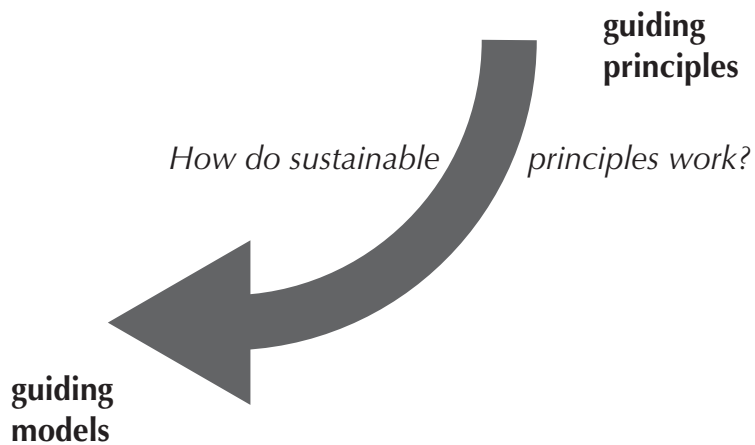 guiding
principles
How do sustainable principles work?
guiding
models